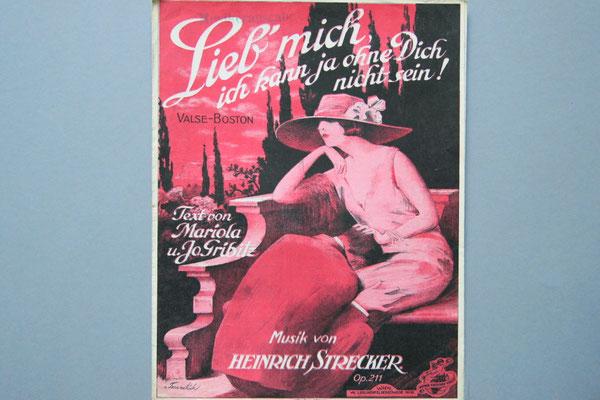 Lieb' mich,
ich kann ja ohne Dich
nicht sein!
VALSE-BOSTON
Text von
Mariola
u. Jo. Gribitz
Musik von
HEINRICH STRECKER
Op. 211
WIEN